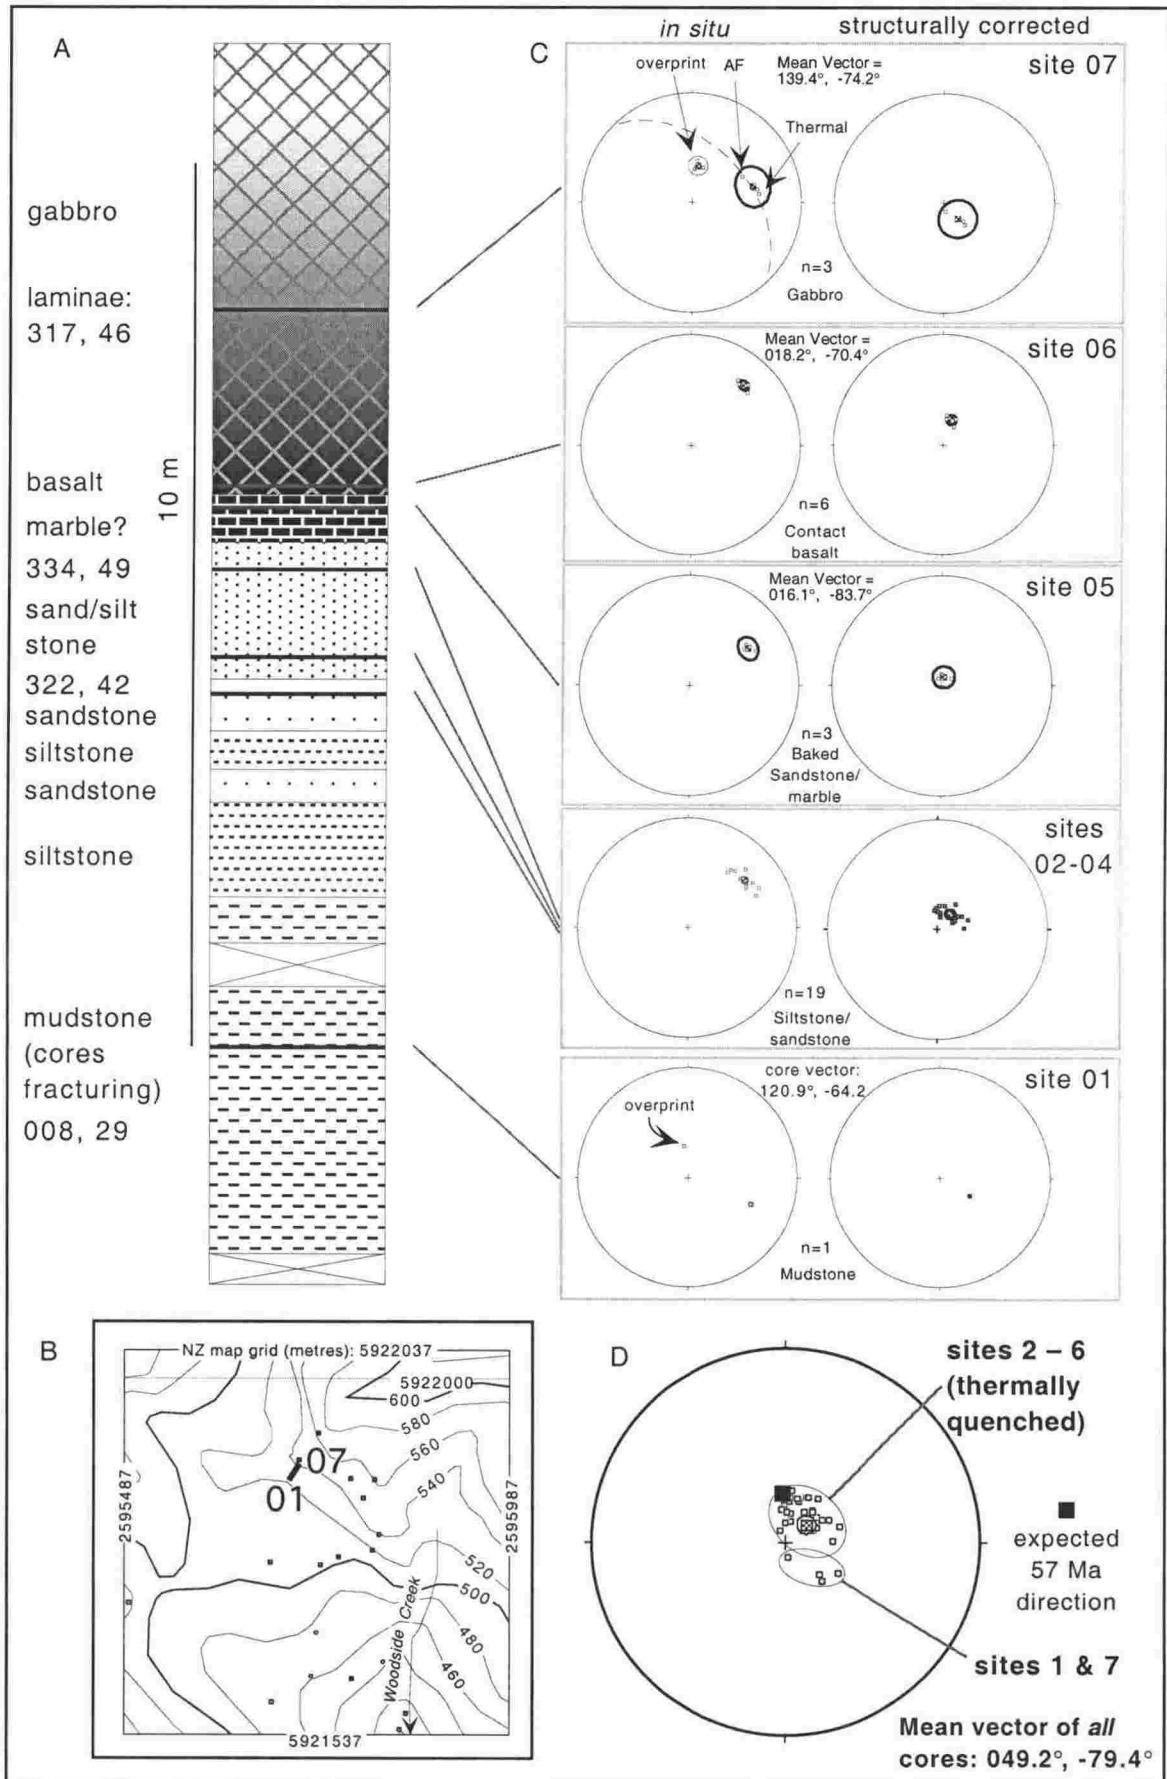 A
gabbro
laminae:
317, 46
basalt
10 m
marble?
334, 49
sand/silt
stone
322, 42
sandstone
siltstone
sandstone
siltstone
mudstone
(cores
fracturing)
008, 29
C
in situ
structurally corrected
overprint
AF
Mean Vector =
139.4°, -74.2°
Thermal
site 07
n=3
Gabbro
Mean Vector =
018.2°, -70.4°
site 06
n=6
Contact
basalt
Mean Vector =
016.1°, -83.7°
site 05
n=3
Baked
Sandstone/
marble
sites
02-04
n=19
Siltstone/
sandstone
core vector:
120.9°, -64.2
site 01
overprint
n=1
Mudstone
B
NZ map grid (metres): 5922037
5922000
600
580
560
540
520
500
480
460
07
01
2595487
2595987
Woodside Creek
5921537
D
sites 2 – 6
(thermally
quenched)
expected
57 Ma
direction
sites 1 & 7
Mean vector of all
cores: 049.2°, -79.4°